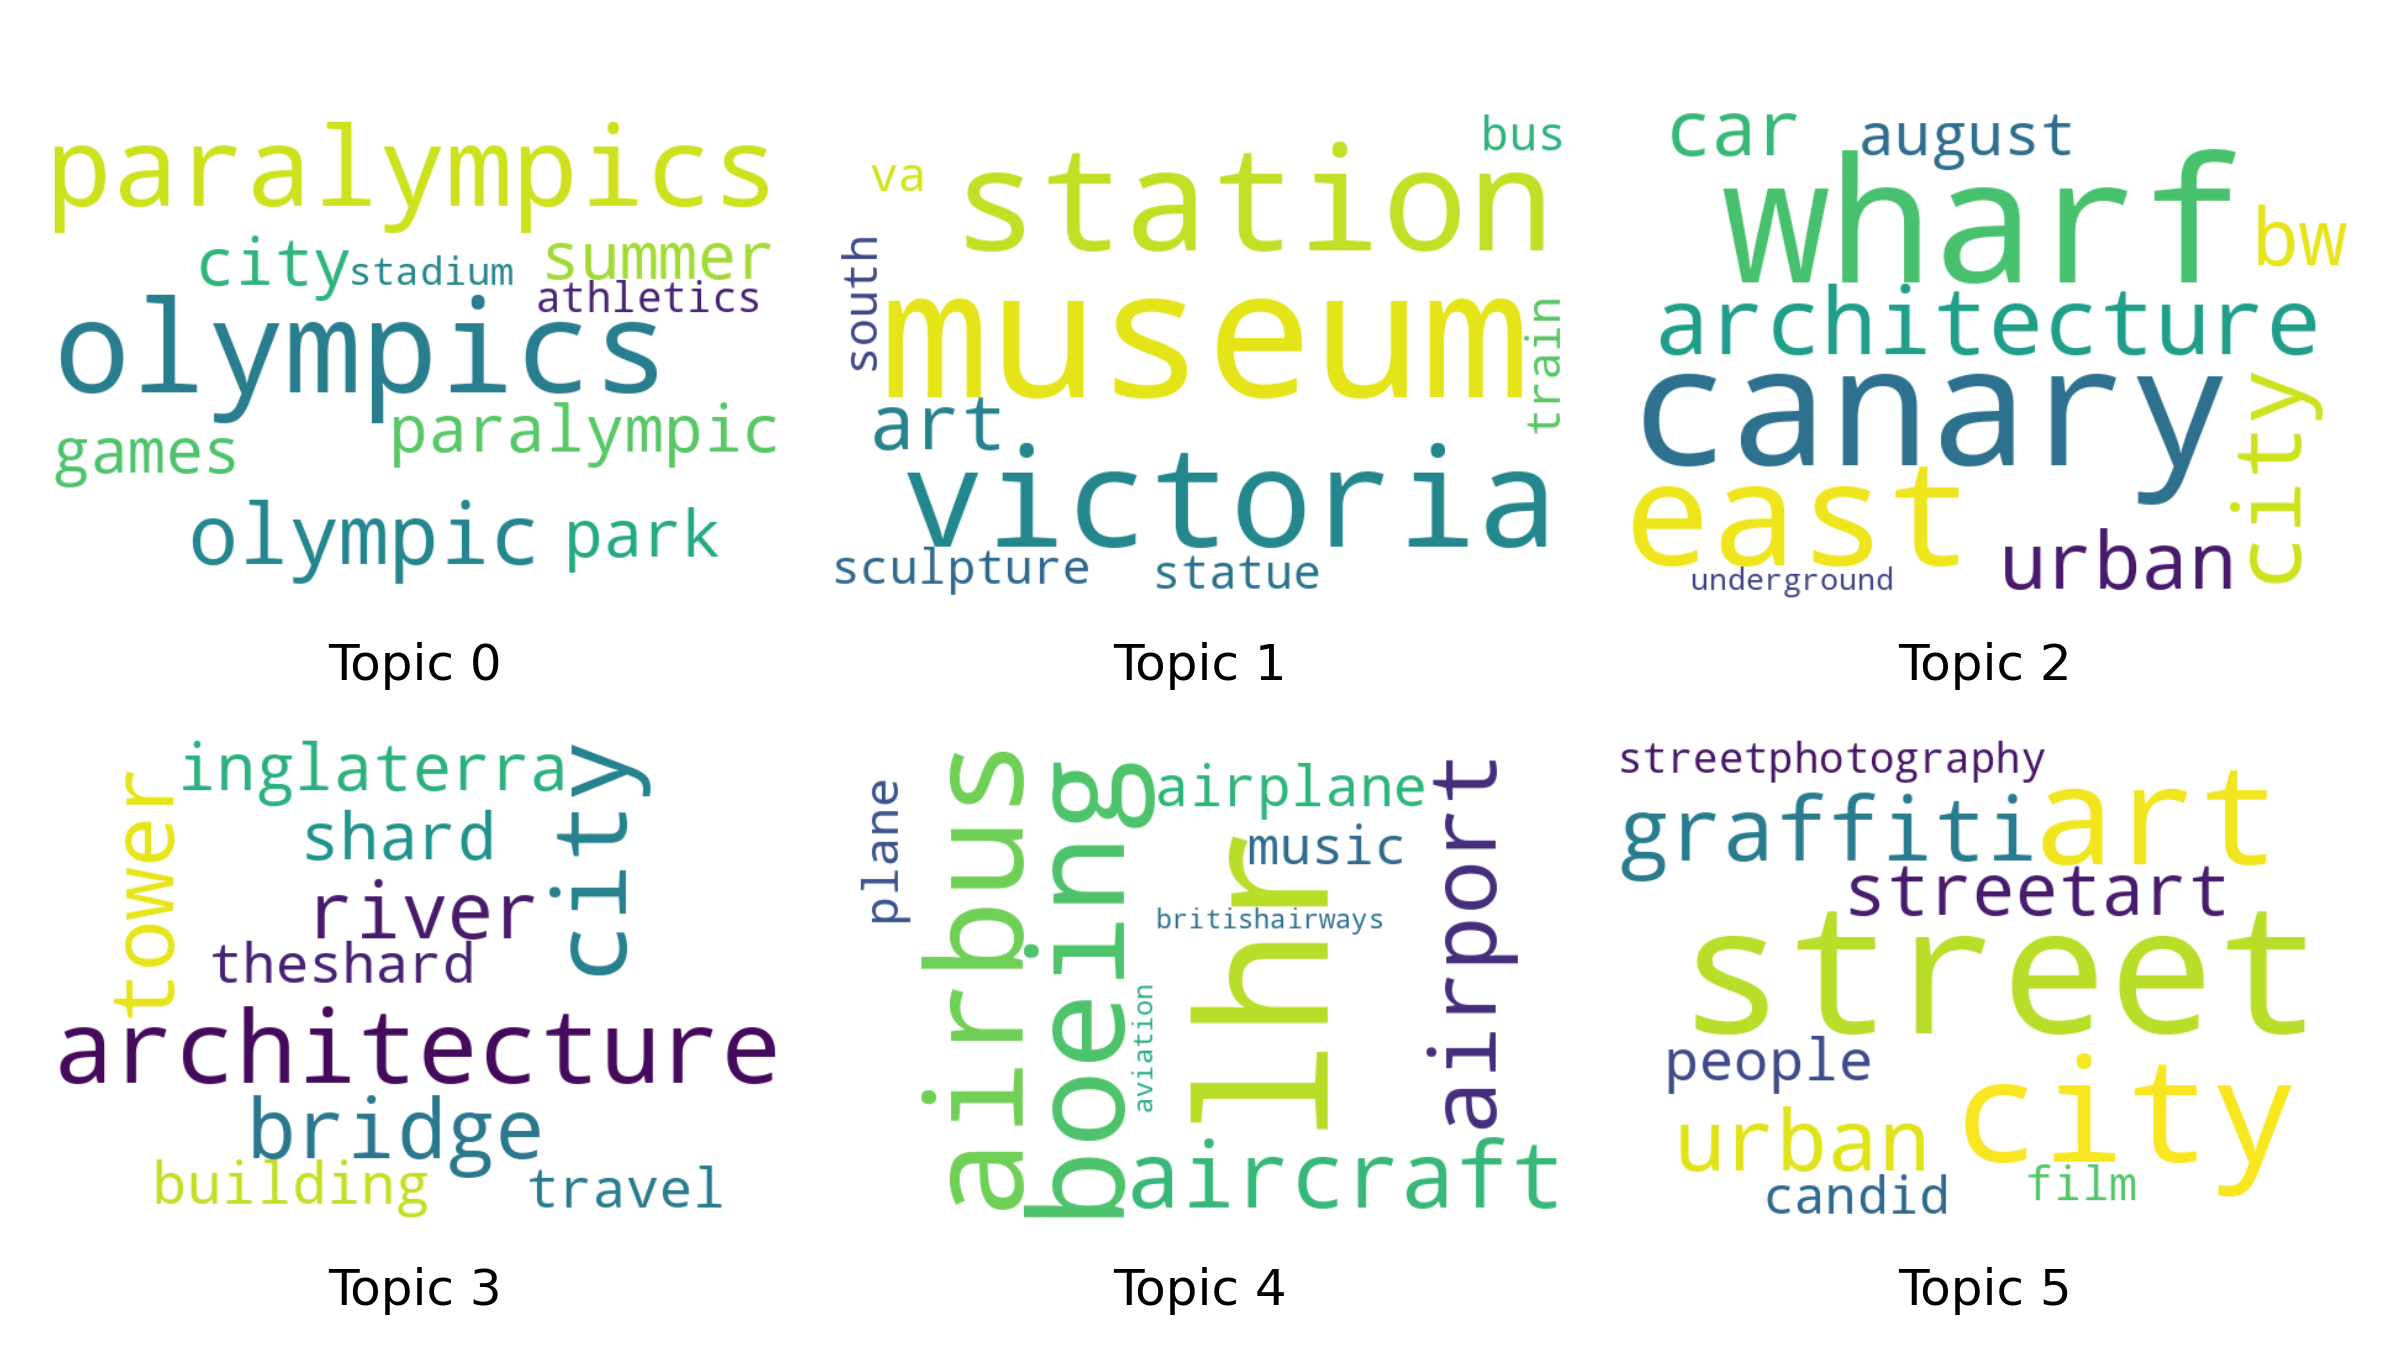 paralympics
city stadium summer
athletics
olympics
games paralympic
olympic park
Topic 0
bus
va station
south museum train
art
victoria
sculpture statue
Topic 1
car august
wharf bw
architecture
canary
city
east
underground urban
Topic 2
tower inglaterra city
shard
river
theshard
architecture
bridge
building travel
Topic 3
plane airbus boeing airplane
music
lhr airport
britishairways
aviation
aircraft
Topic 4
streetphotography
graffiti art
streetart
street
people
urban city
candid film
Topic 5